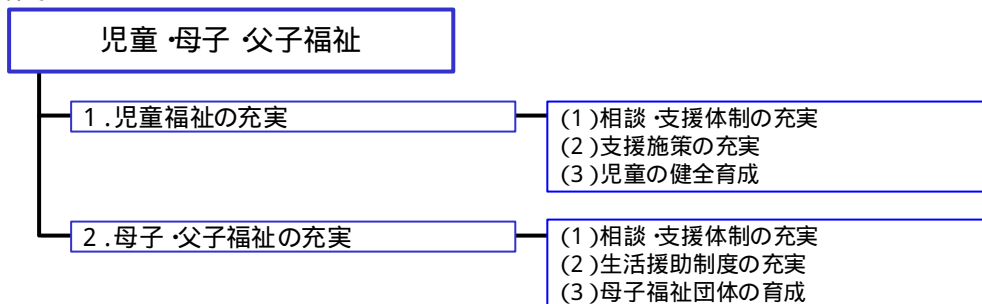 児童・母子・父子福祉
1.児童福祉の充実
(1)相談・支援体制の充実
(2)支援施策の充実
(3)児童の健全育成
2.母子・父子福祉の充実
(1)相談・支援体制の充実
(2)生活援助制度の充実
(3)母子福祉団体の育成